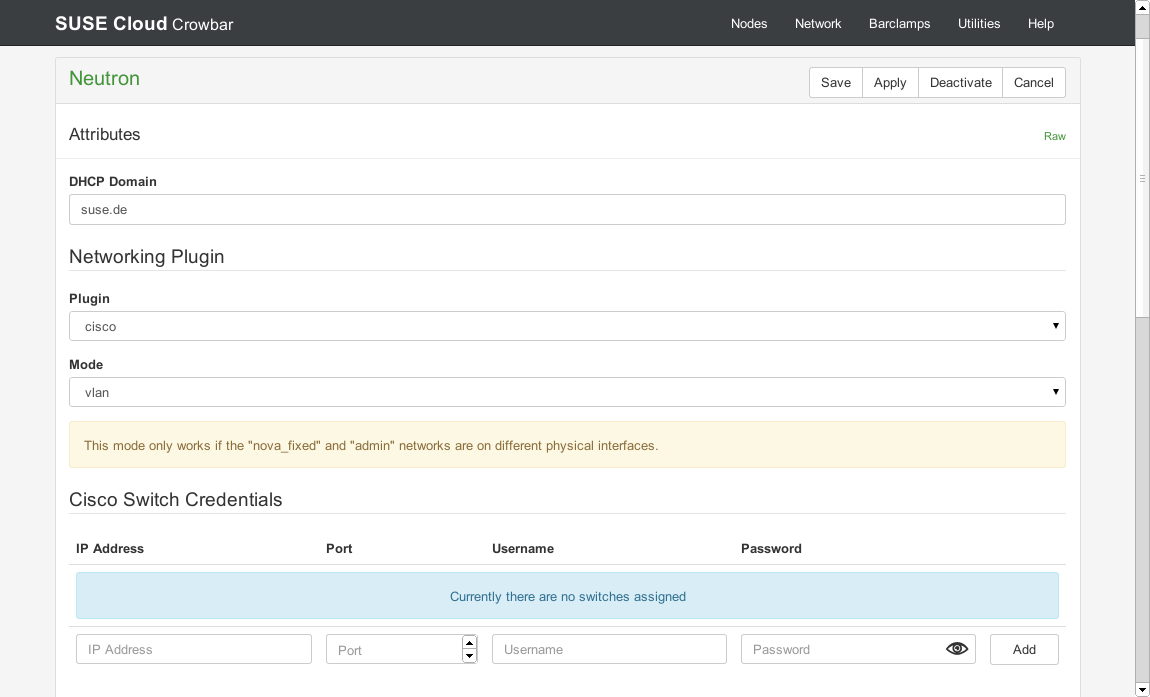 SUSE Cloud Crowbar Nodes Network Barclamps Utilities Help
Neutron Save Apply Deactivate Cancel
Attributes Raw
DHCP Domain
suse.de
Networking Plugin
Plugin
cisco
Mode
vlan
This mode only works if the "nova_fixed" and "admin" networks are on different physical interfaces.
Cisco Switch Credentials
IP Address Port Username Password
Currently there are no switches assigned
IP Address Port Username Password Add